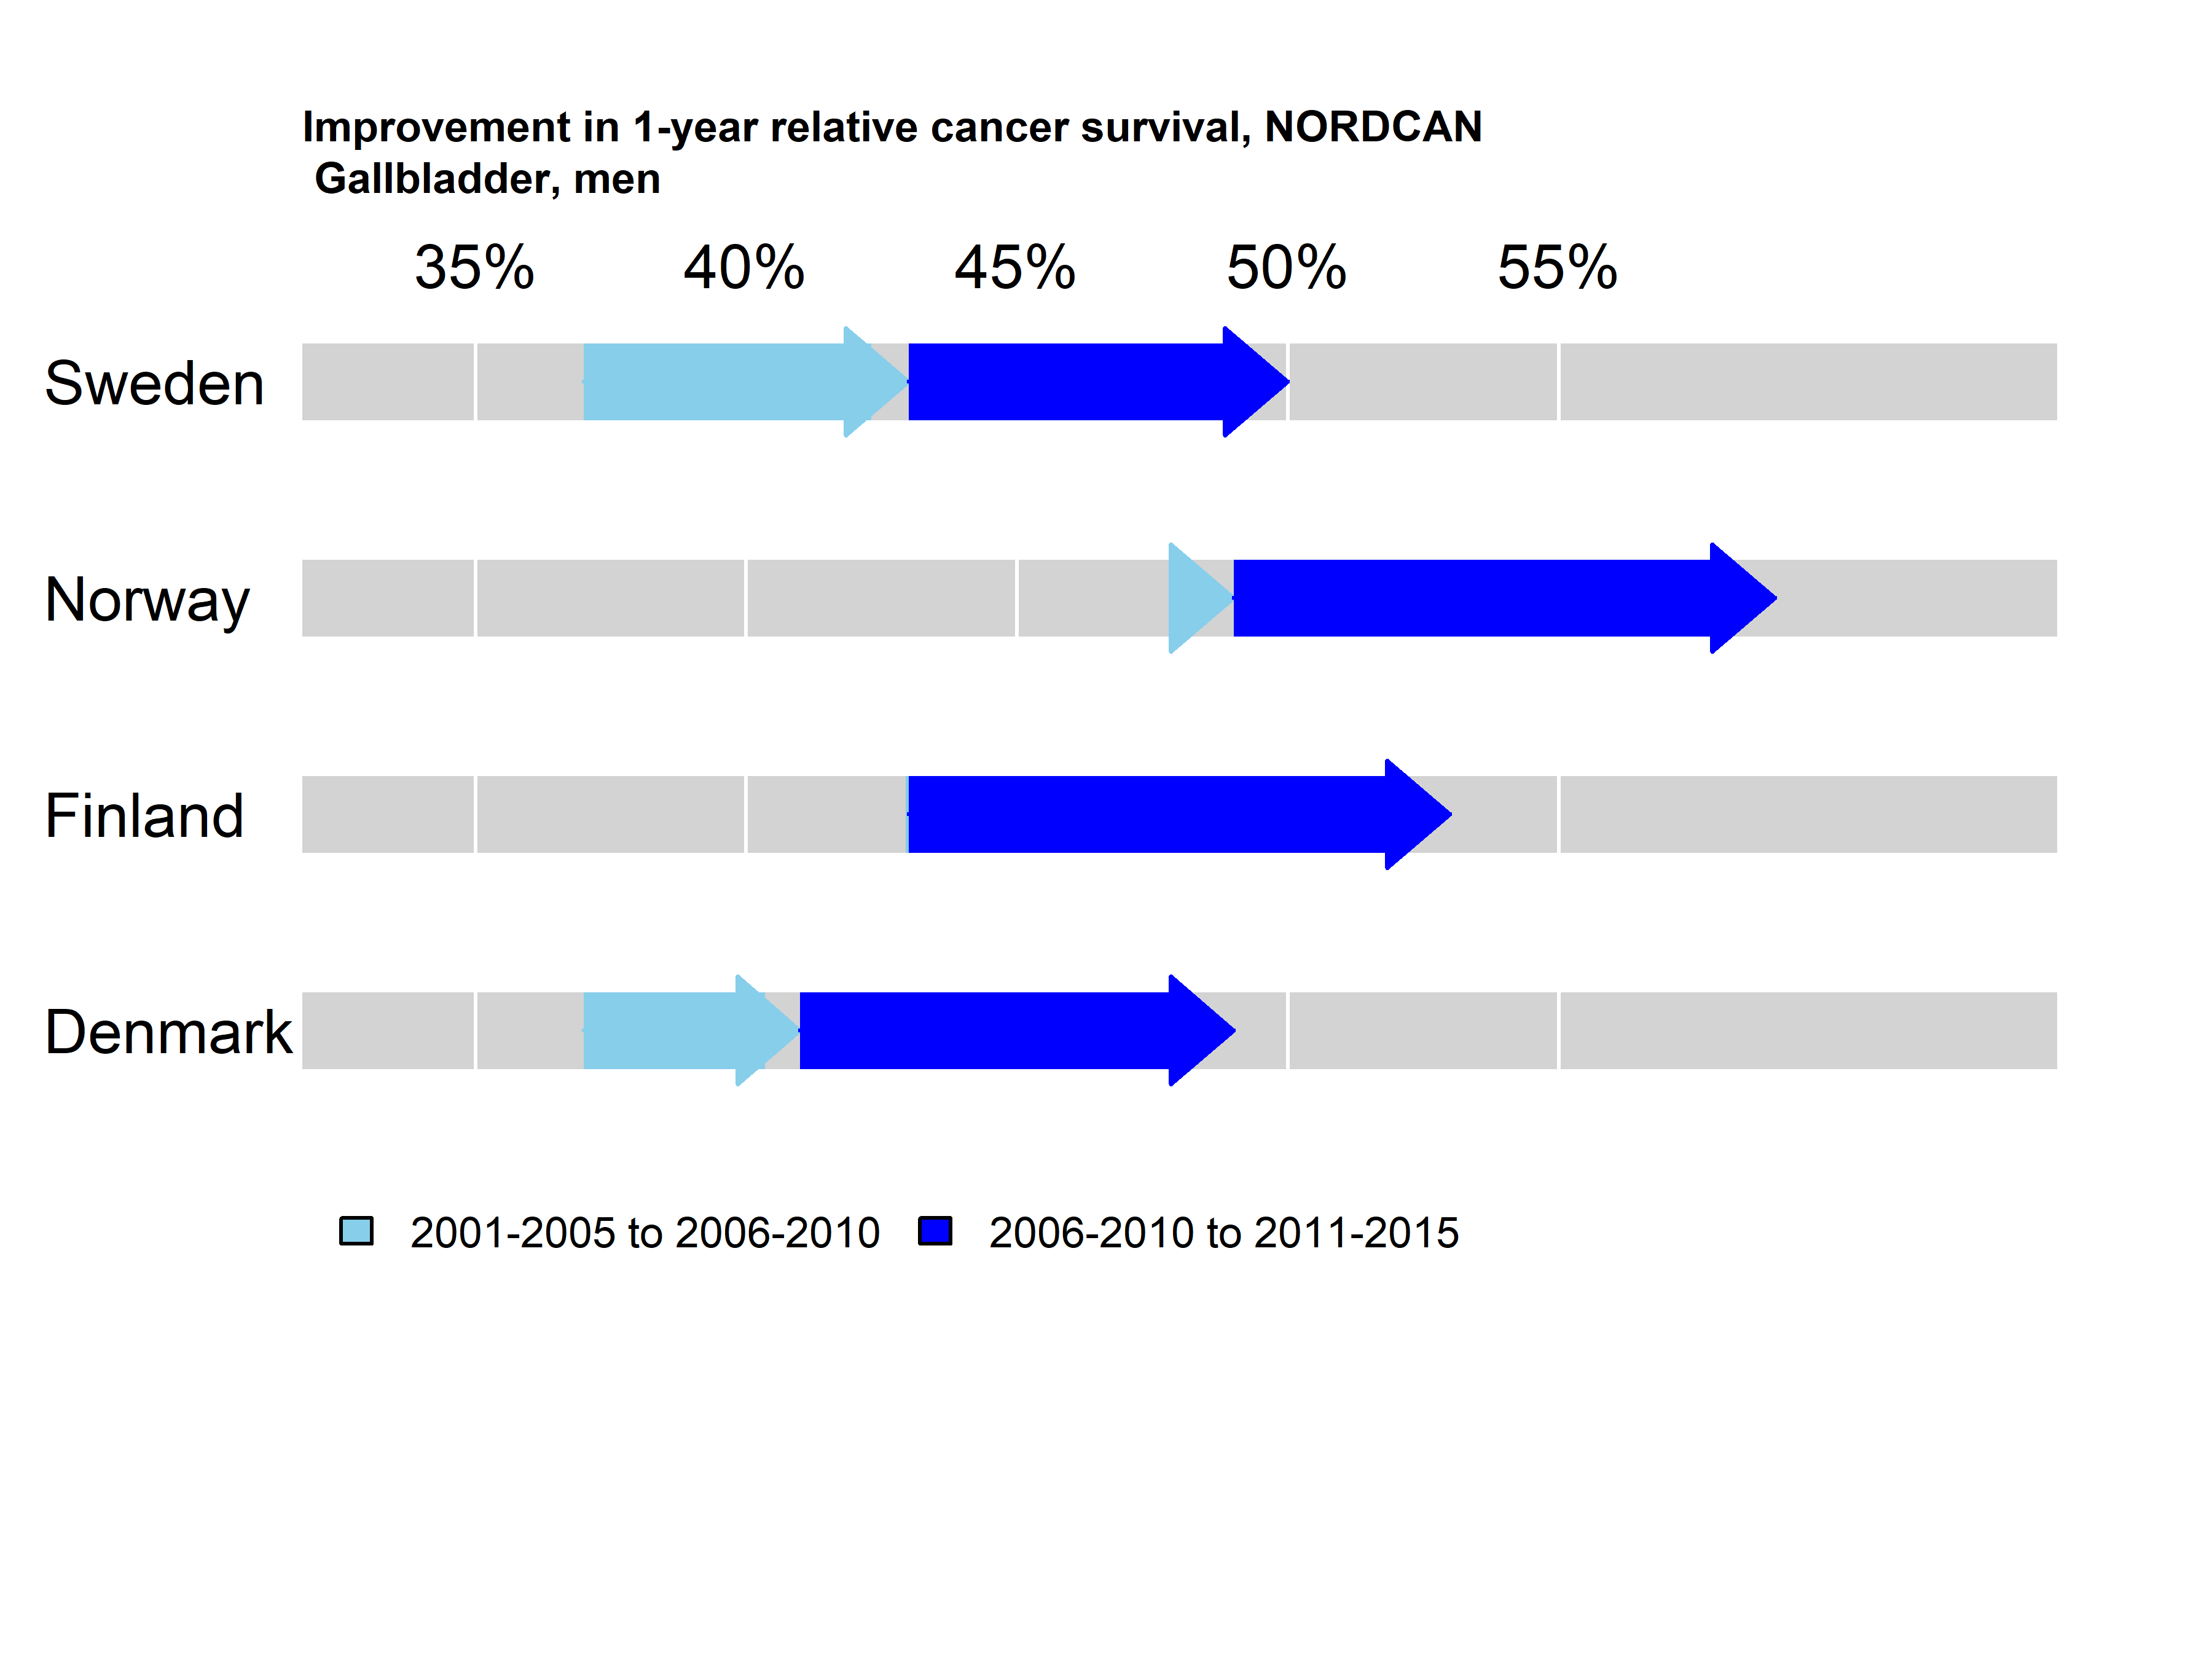 Improvement in 1-year relative cancer survival, NORDCAN
Gallbladder, men
35% 40% 45% 50% 55%
Sweden
Norway
Finland
Denmark
2001-2005 to 2006-2010 2006-2010 to 2011-2015